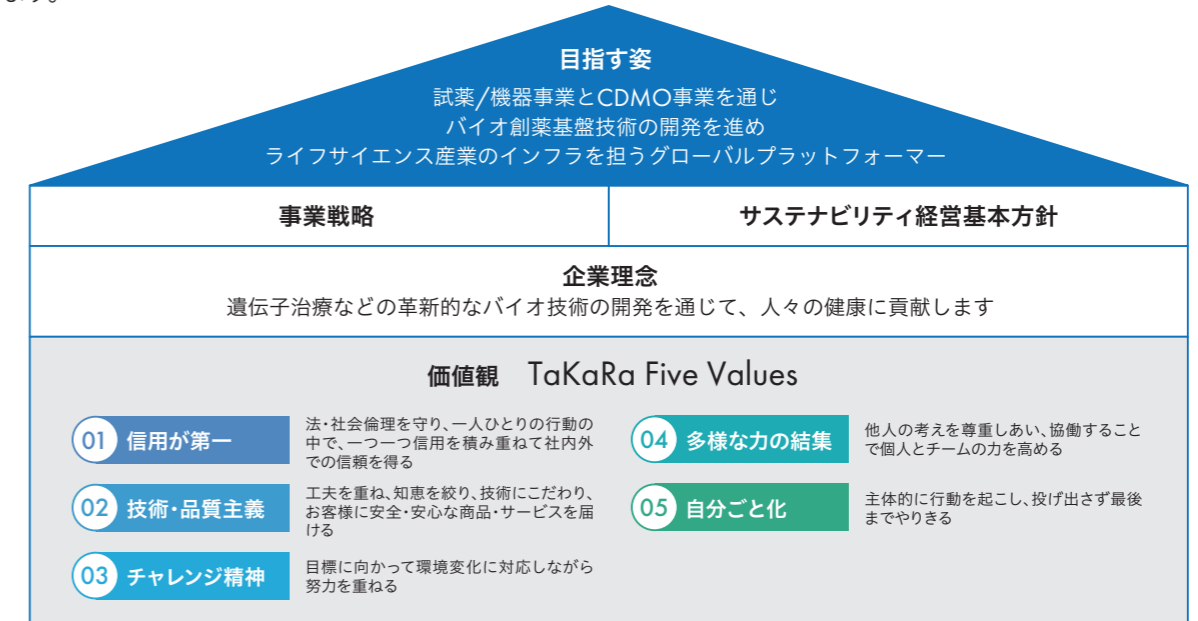 ます。
目指す姿
試薬/機器事業とCDMO事業を通じ
バイオ創薬基盤技術の開発を進め
ライフサイエンス産業のインフラを担うグローバルプラットフォーマー
事業戦略
サステナビリティ経営基本方針
企業理念
遺伝子治療などの革新的なバイオ技術の開発を通じて、人々の健康に貢献します
価値観 TaKaRa Five Values
01 信用が第一
法・社会倫理を守り、一人ひとりの行動の
中で、一つ一つ信用を積み重ねて社内外
での信頼を得る
02 技術・品質主義
工夫を重ね、知恵を絞り、技術にこだわり、
お客様に安全・安心な商品・サービスを届
ける
03 チャレンジ精神
目標に向かって環境変化に対応しながら
努力を重ねる
04 多様な力の結集
他人の考えを尊重しあい、協働すること
で個人とチームの力を高める
05 自分ごと化
主体的に行動を起こし、投げ出さず最後
までやりきる